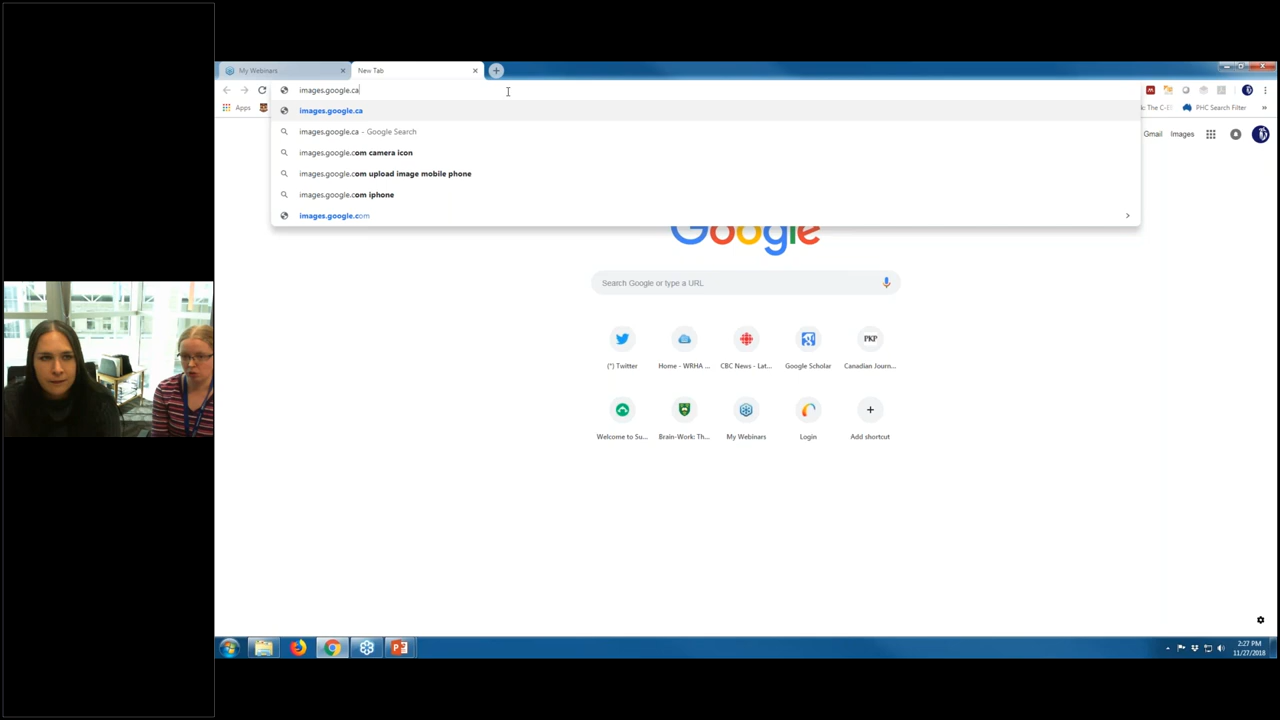 My Webinars
New Tab
images.google.ca
Apps
k: The C-E
PHC Search Filter
images.google.ca
images.google.ca - Google Search
images.google.com camera icon
images.google.com upload image mobile phone
images.google.com iphone
images.google.com
Gmail Images
Google
Search Google or type a URL
(*) Twitter
Home - WRHA ...
CBC News - Lat...
Google Scholar
PKP
Canadian Journ...
Welcome to Su...
Brain-Work: Th...
My Webinars
Login
Add shortcut
2:27 PM
11/27/2018